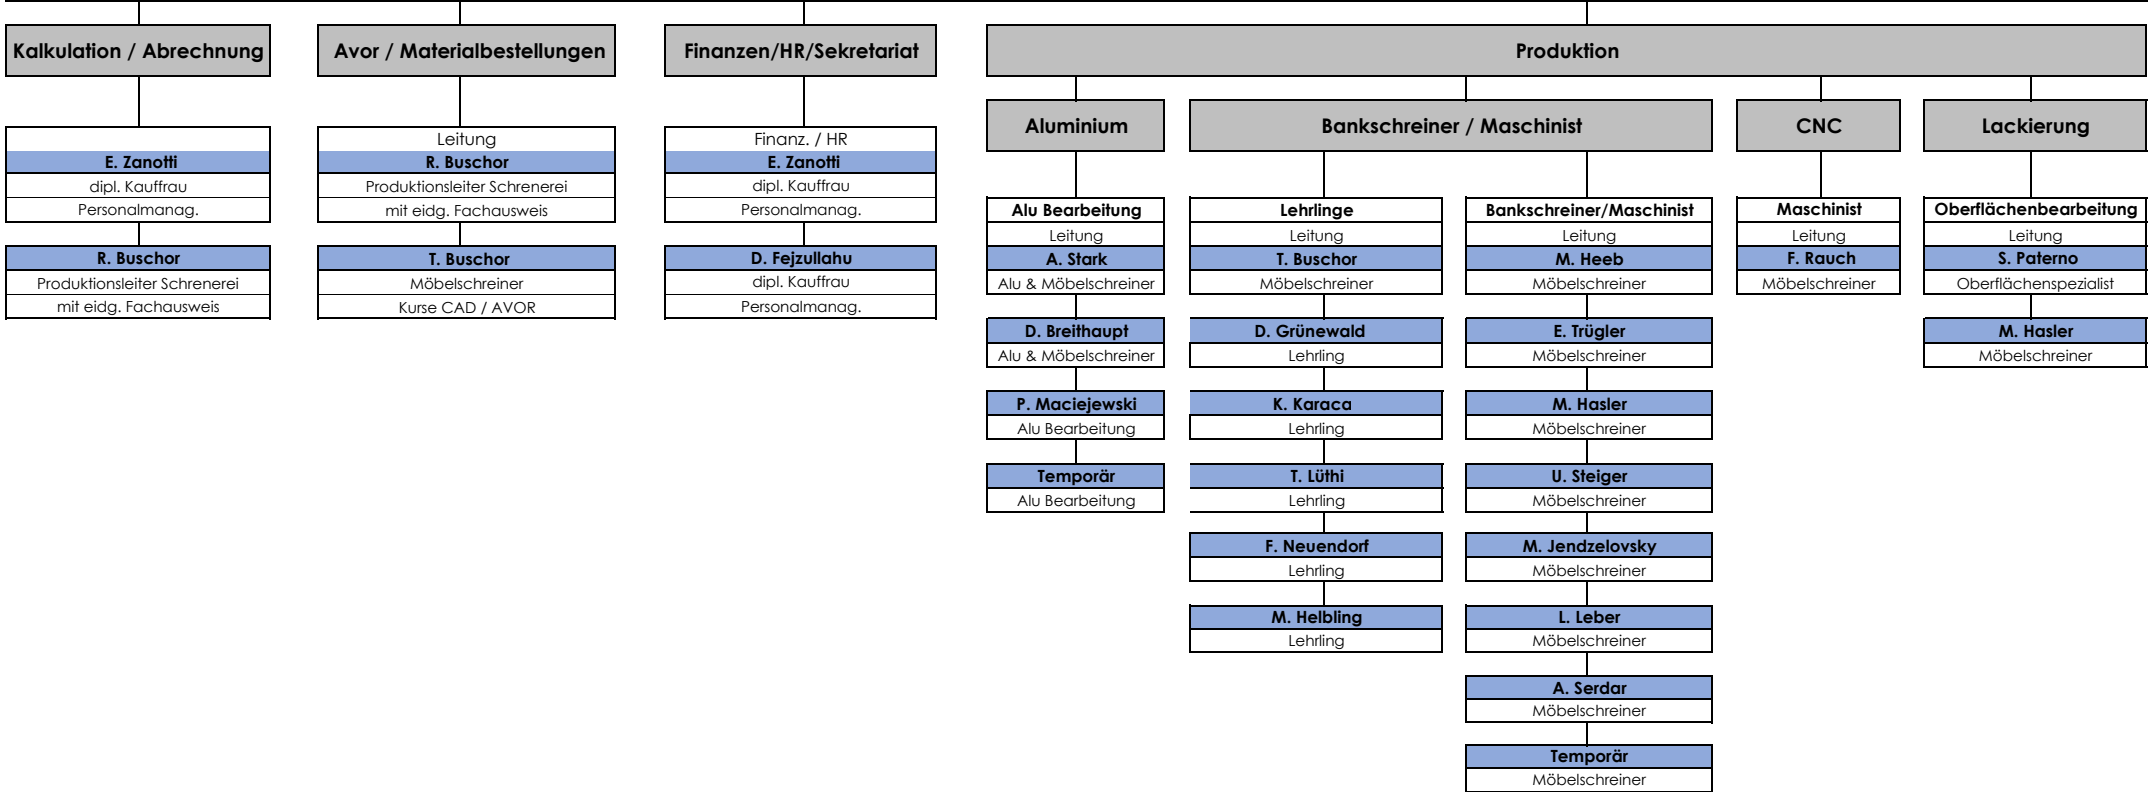 Kalkulation / Abrechnung
E. Zanotti
dipl. Kauffrau
Personalmanag.
R. Buschor
Produktionsleiter Schrenerei
mit eidg. Fachausweis
Avor / Materialbestellungen
Leitung
R. Buschor
Produktionsleiter Schrenerei
mit eidg. Fachausweis
T. Buschor
Möbelschreiner
Kurse CAD / AVOR
Finanzen/HR/Sekretariat
Finanz. / HR
E. Zanotti
dipl. Kauffrau
Personalmanag.
D. Fejzullahu
dipl. Kauffrau
Personalmanag.
Produktion
Aluminium
Alu Bearbeitung
Leitung
A. Stark
Alu & Möbelschreiner
D. Breithaupt
Alu & Möbelschreiner
P. Maciejewski
Alu Bearbeitung
Temporär
Alu Bearbeitung
Bankschreiner / Maschinist
Lehrlinge
Leitung
T. Buschor
Möbelschreiner
D. Grünewald
Lehrling
K. Karaca
Lehrling
T. Lüthi
Lehrling
F. Neuendorf
Lehrling
M. Helbling
Lehrling
Bankschreiner/Maschinist
Leitung
M. Heeb
Möbelschreiner
E. Trügler
Möbelschreiner
M. Hasler
Möbelschreiner
U. Steiger
Möbelschreiner
M. Jendzelovsky
Möbelschreiner
L. Leber
Möbelschreiner
A. Serdar
Möbelschreiner
Temporär
Möbelschreiner
CNC
Maschinist
Leitung
F. Rauch
Möbelschreiner
Lackierung
Oberflächenbearbeitung
Leitung
S. Paterno
Oberflächenspezialist
M. Hasler
Möbelschreiner